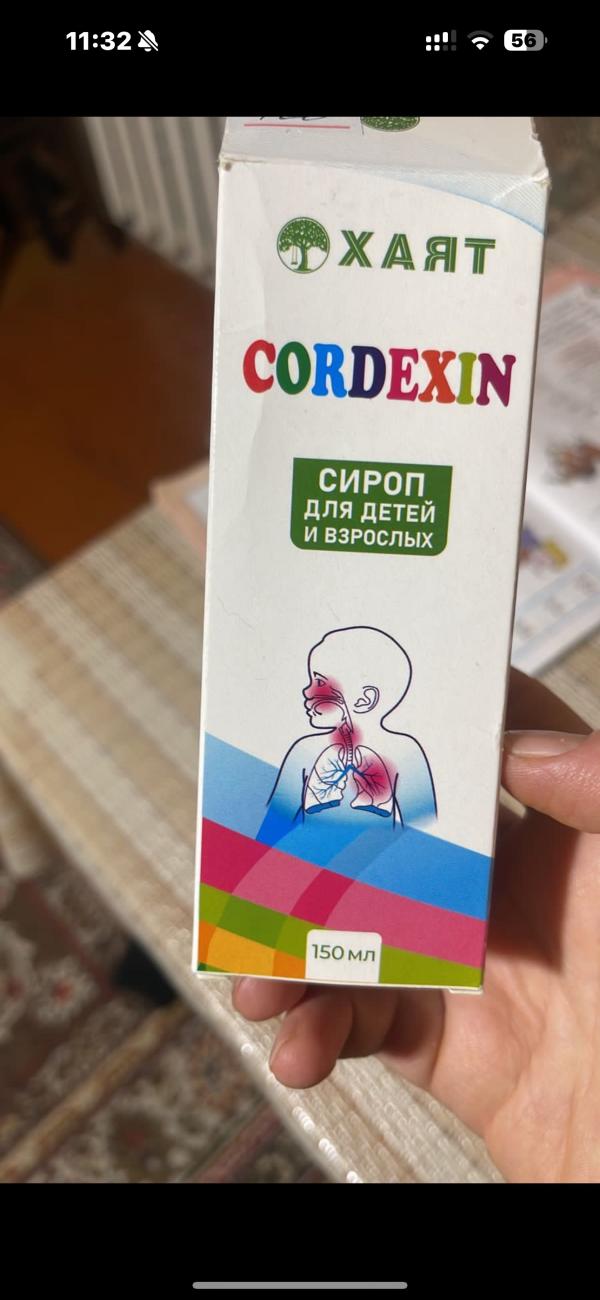 11:32
56
ХАЯТ
CORDEXIN
СИРОП
ДЛЯ ДЕТЕЙ
И ВЗРОСЛЫХ
150 мл